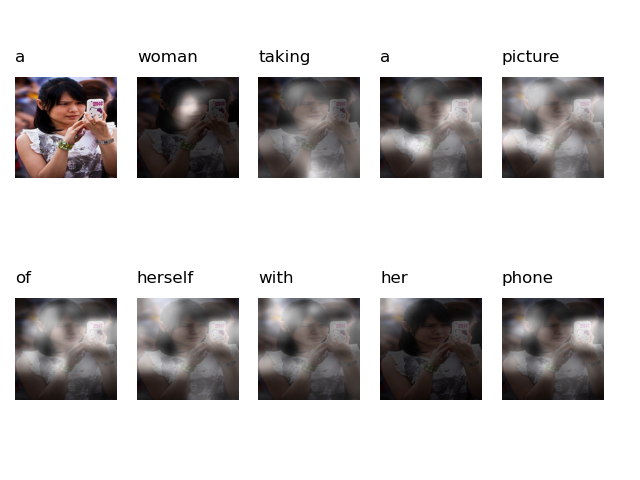 a woman taking a picture
of herself with her phone